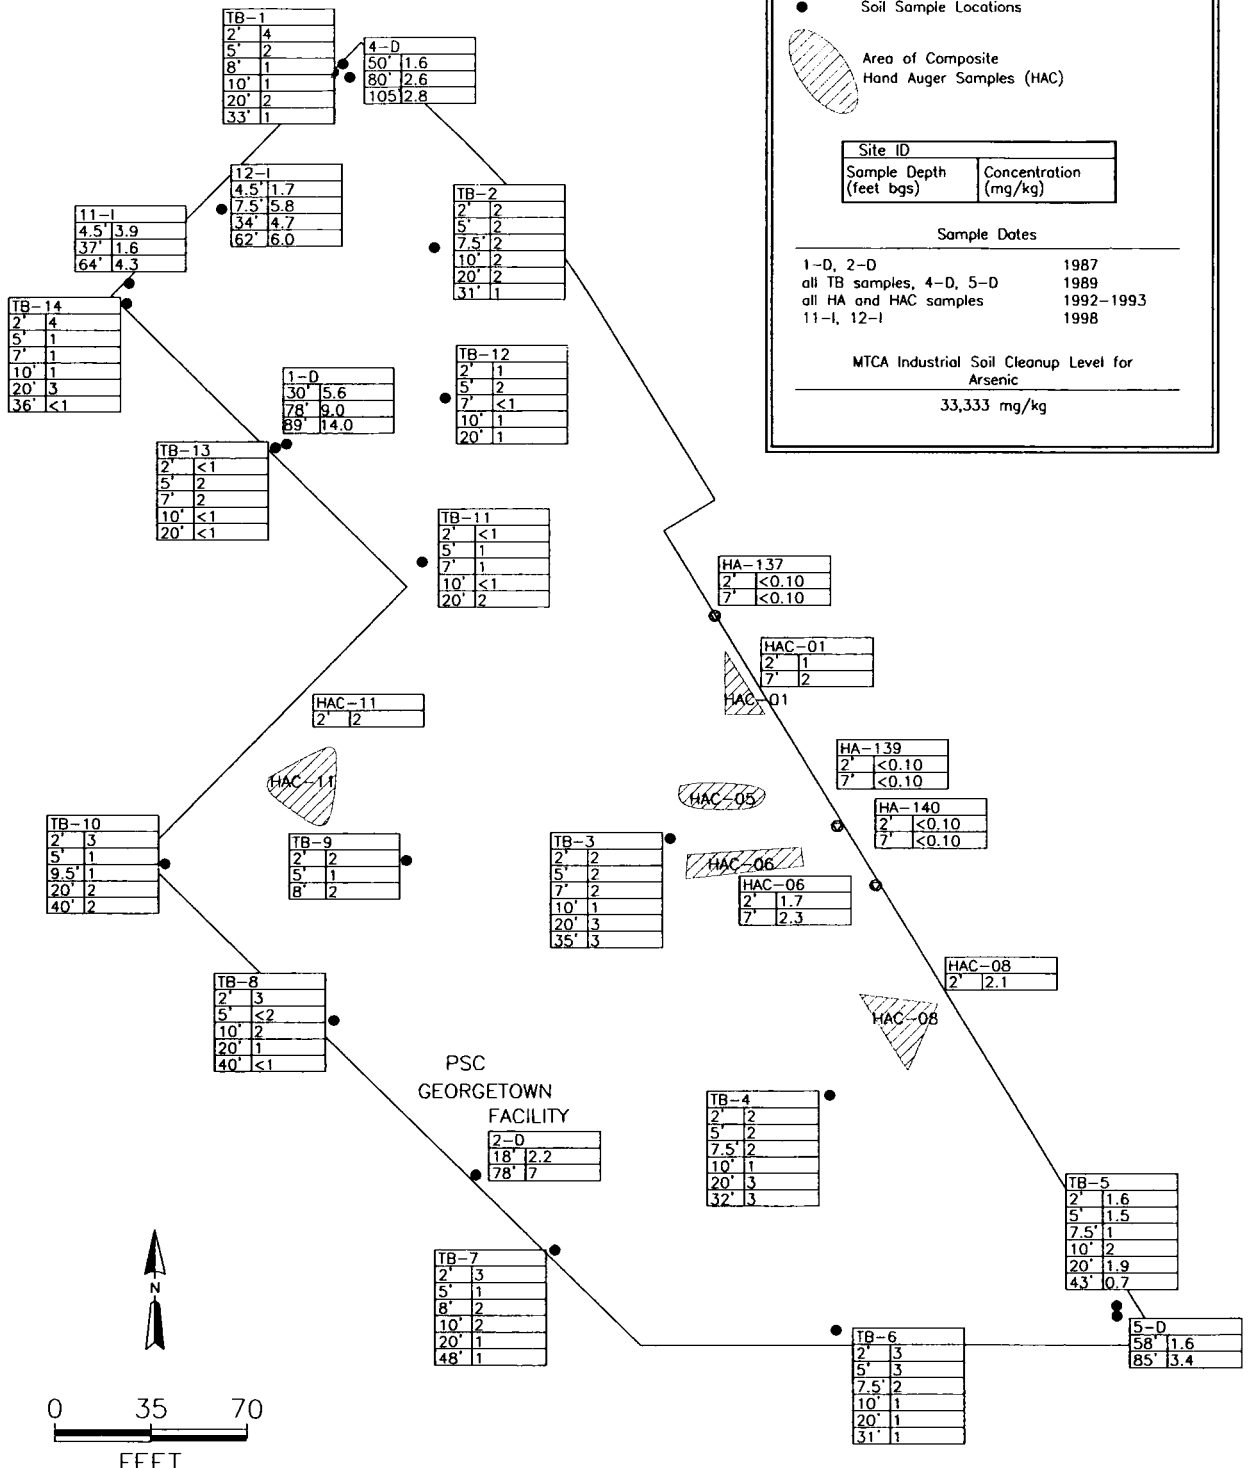 Soil Sample Locations
Area of Composite
Hand Auger Samples (HAC)
Site ID
Sample Depth (feet bgs) Concentration (mg/kg)
Sample Dates
1-D, 2-D 1987
all TB samples, 4-D, 5-D 1989
all HA and HAC samples 1992-1993
11-I, 12-I 1998
MTCA Industrial Soil Cleanup Level for
Arsenic
33,333 mg/kg
TB-1
2' 4
5' 2
8' 1
10' 1
20' 2
33' 1
4-D
50' 1.6
80' 2.6
105' 2.8
12-I
4.5' 1.7
7.5' 5.8
34' 4.7
62' 6.0
TB-2
2' 2
5' 2
7.5' 2
10' 2
20' 2
31' 1
11-I
4.5' 3.9
37' 1.6
64' 4.3
TB-14
2' 4
5' 1
7' 1
10' 1
20' 3
36' <1
TB-12
2' 1
5' 2
7' <1
10' 1
20' 1
1-D
30' 5.6
78' 9.0
89' 14.0
TB-13
2' <1
5' 2
7' 2
10' <1
20' <1
TB-11
2' <1
5' 1
7' 1
10' <1
20' 2
HA-137
2' <0.10
7' <0.10
HAC-01
2' 1
7' 2
HAC-01
HAC-11
2' 2
HAC-11
HA-139
2' <0.10
7' <0.10
HAC-05
HA-140
2' <0.10
7' <0.10
TB-10
2' 3
5' 1
9.5' 1
20' 2
40' 2
TB-9
2' 2
5' 1
8' 2
TB-3
2' 2
5' 2
7' 2
10' 1
20' 3
35' 3
HAC-06
HAC-06
2' 1.7
7' 2.3
HAC-08
2' 2.1
HAC-08
TB-8
2' 3
5' <2
10' 2
20' 1
40' <1
PSC
GEORGETOWN
FACILITY
2-D
18' 2.2
78' 7
TB-4
2' 2
5' 2
7.5' 2
10' 1
20' 3
32' 3
TB-5
2' 1.6
5' 1.5
7.5' 1
10' 2
20' 1.9
43' 0.7
TB-7
2' 3
5' 1
8' 2
10' 2
20' 1
48' 1
5-D
58' 1.6
85' 3.4
TB-6
2' 3
5' 3
7.5' 2
10' 1
20' 1
31' 1
N
0 35 70
FEET